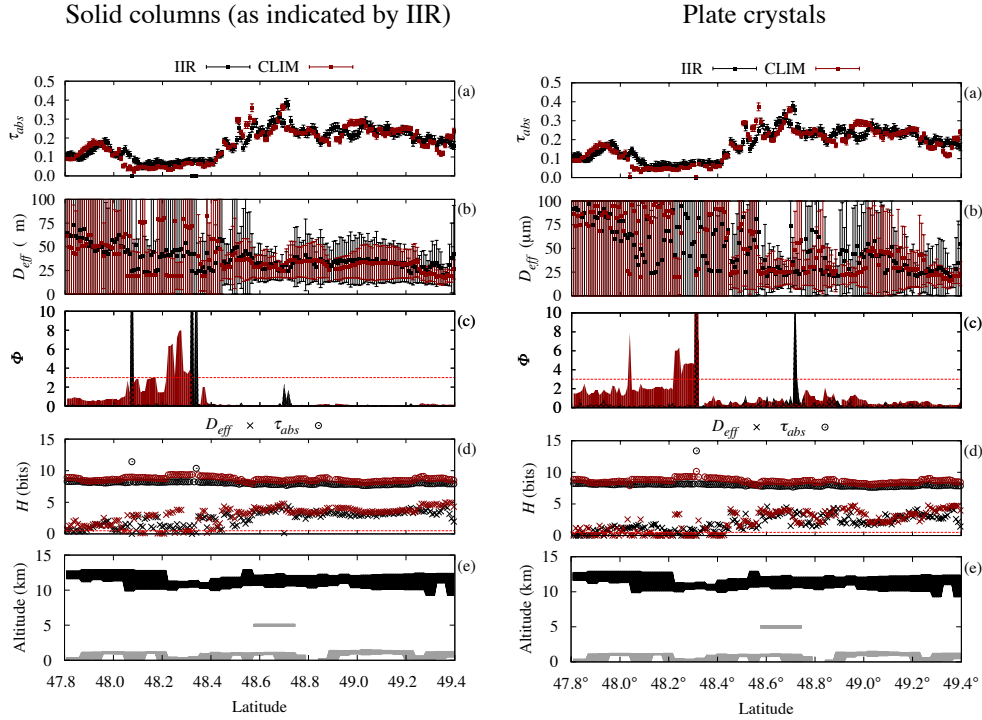 Solid columns (as indicated by IIR)
Plate crystals
IIR CLIM
(a)
0.5
0.4
0.3
0.2
0.1
0.0
τabs
(b)
100
75
50
25
0
Deff ( m)
(c)
10
8
6
4
2
0
Φ
Deff × τabs ⊙
(d)
15
10
5
0
H (bits)
(e)
15
10
5
0
Altitude (km)
47.8 48.0 48.2 48.4 48.6 48.8 49.0 49.2 49.4
Latitude
IIR CLIM
(a)
0.5
0.4
0.3
0.2
0.1
0.0
τabs
(b)
100
75
50
25
0
Deff (μm)
(c)
10
8
6
4
2
0
Φ
Deff × τabs ⊙
(d)
15
10
5
0
H (bits)
(e)
15
10
5
0
Altitude (km)
47.8° 48.0° 48.2° 48.4° 48.6° 48.8° 49.0° 49.2° 49.4°
Latitude